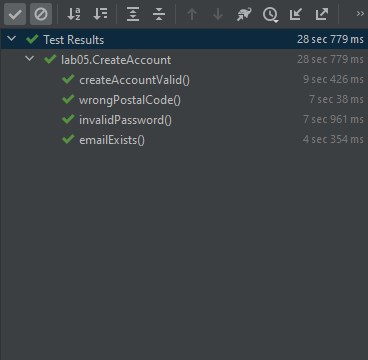 Test Results 28 sec 779 ms
lab05.CreateAccount 28 sec 779 ms
createAccountValid() 9 sec 426 ms
wrongPostalCode() 7 sec 38 ms
invalidPassword() 7 sec 961 ms
emailExists() 4 sec 354 ms